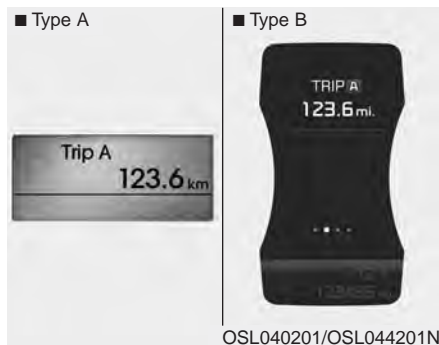 ■ Type A
Trip A
123.6 km
■ Type B
TRIP A
123.6 mi.
OSL040201/OSL044201N